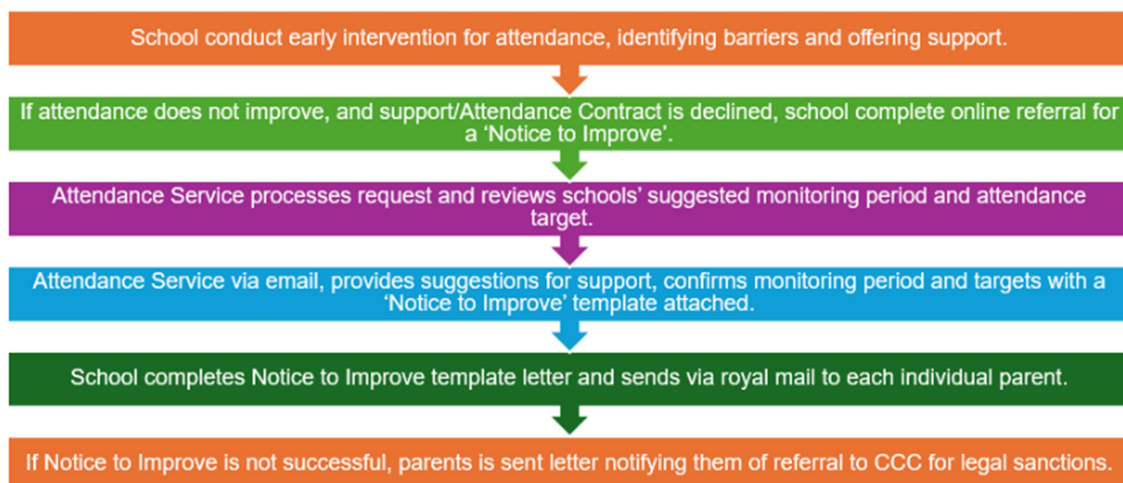 School conduct early intervention for attendance, identifying barriers and offering support.
If attendance does not improve, and support/Attendance Contract is declined, school complete online referral for
a ‘Notice to Improve’.
Attendance Service processes request and reviews schools’ suggested monitoring period and attendance
target.
Attendance Service via email, provides suggestions for support, confirms monitoring period and targets with a
‘Notice to Improve’ template attached.
School completes Notice to Improve template letter and sends via royal mail to each individual parent.
If Notice to Improve is not successful, parents is sent letter notifying them of referral to CCC for legal sanctions.